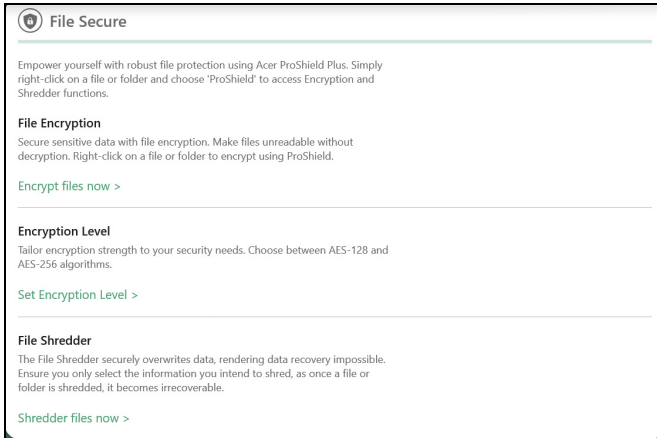 File Secure
Empower yourself with robust file protection using Acer ProShield Plus. Simply
right-click on a file or folder and choose 'ProShield' to access Encryption and
Shredder functions.
File Encryption
Secure sensitive data with file encryption. Make files unreadable without
decryption. Right-click on a file or folder to encrypt using ProShield.
Encrypt files now >
Encryption Level
Tailor encryption strength to your security needs. Choose between AES-128 and
AES-256 algorithms.
Set Encryption Level >
File Shredder
The File Shredder securely overwrites data, rendering data recovery impossible.
Ensure you only select the information you intend to shred, as once a file or
folder is shredded, it becomes irrecoverable.
Shredder files now >